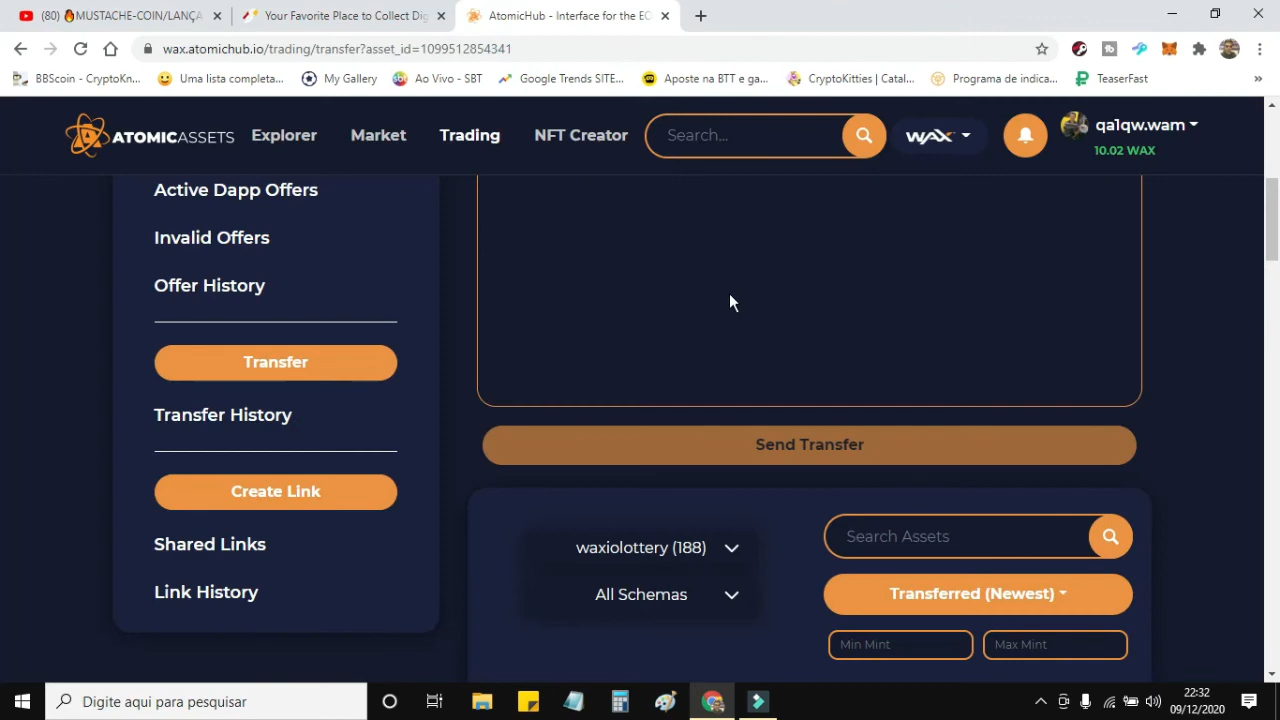 (80) 🔥MUSTACHE-COIN/LANÇA
Your Favorite Place to Collect Dig
AtomicHub - Interface for the EO
wax.atomichub.io/trading/transfer?asset_id=1099512854341
BBScoin - CryptoKn...
Uma lista completa...
My Gallery
Ao Vivo - SBT
Google Trends SITE...
Aposte na BTT e ga...
CryptoKitties | Catal...
Programa de indica...
TeaserFast
»
ATOMICASSETS
Explorer
Market
Trading
NFT Creator
Search...
WAX
qa1qw.wam
10.02 WAX
Active Dapp Offers
Invalid Offers
Offer History
Transfer
Transfer History
Create Link
Shared Links
Link History
Send Transfer
waxiolottery (188)
All Schemas
Search Assets
Transferred (Newest)
Min Mint
Max Mint
Digite aqui para pesquisar
22:32
09/12/2020